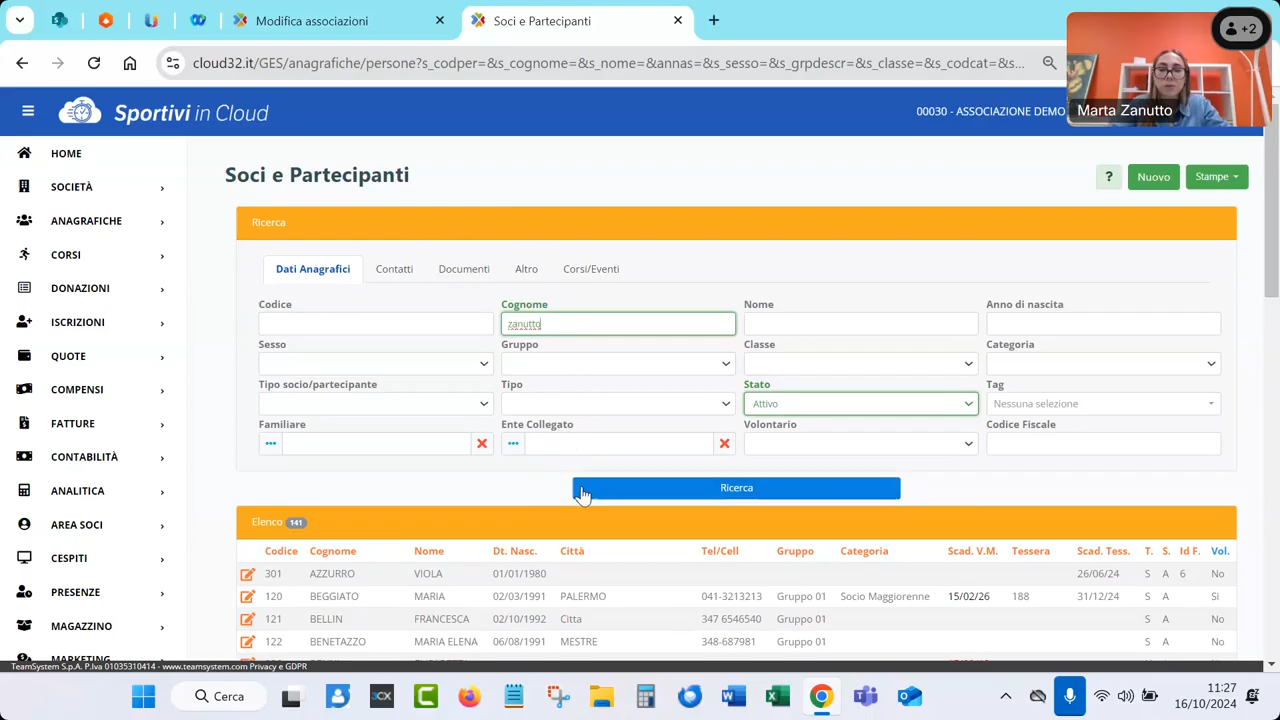 Modifica associazioni
Soci e Partecipanti
+2
cloud32.it/GES/anagrafiche/persone?s_codper=&s_cognome=&s_nome=&annas=&s_sesso=&s_grpdescr=&s_classe=&s_codcat=&s...
Marta Zanutto
Sportivi in Cloud
00030 - ASSOCIAZIONE DEMO
HOME
SOCIETÀ
ANAGRAFICHE
CORSI
DONAZIONI
ISCRIZIONI
QUOTE
COMPENSI
FATTURE
CONTABILITÀ
ANALITICA
AREA SOCI
CESPITI
PRESENZE
MAGAZZINO
MARKETING
Soci e Partecipanti
? Nuovo Stampe
Ricerca
Dati Anagrafici Contatti Documenti Altro Corsi/Eventi
Codice Cognome Nome Anno di nascita
zanutto
Sesso Gruppo Classe Categoria
Tipo socio/partecipante Tipo Stato Tag
Attivo Nessuna selezione
Familiare Ente Collegato Volontario Codice Fiscale
Ricerca
Elenco 141
Codice Cognome Nome Dt. Nasc. Città Tel/Cell Gruppo Categoria Scad. V.M. Tessera Scad. Tess. T. S. Id F. Vol.
301 AZZURRO VIOLA 01/01/1980 26/06/24 S A 6 No
120 BEGGIATO MARIA 02/03/1991 PALERMO 041-3213213 Gruppo 01 Socio Maggiorenne 15/02/26 188 31/12/24 S A Sì
121 BELLIN FRANCESCA 02/10/1992 Citta 347 6546540 Gruppo 01 S A No
122 BENETAZZO MARIA ELENA 06/08/1991 MESTRE 348-687981 Gruppo 01 S A No
TeamSystem S.p.A. P.Iva 01035310414 - www.teamsystem.com Privacy e GDPR
Cerca
3CX
11:27
16/10/2024